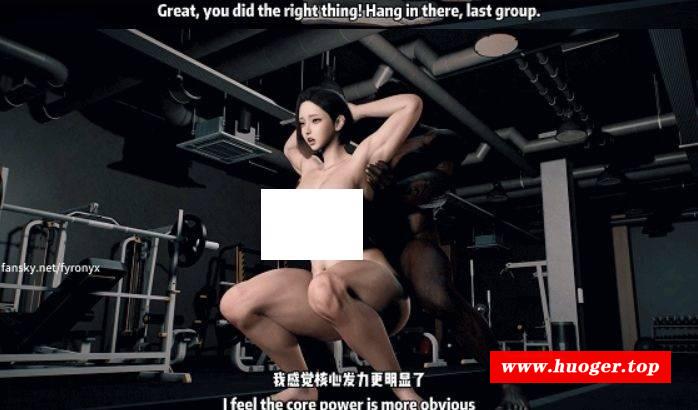 Great, you did the right thing! Hang in there, last group.
fansky.net/fyronyx
www.huoger.top
我感觉核心发力更明显了
I feel the core power is more obvious